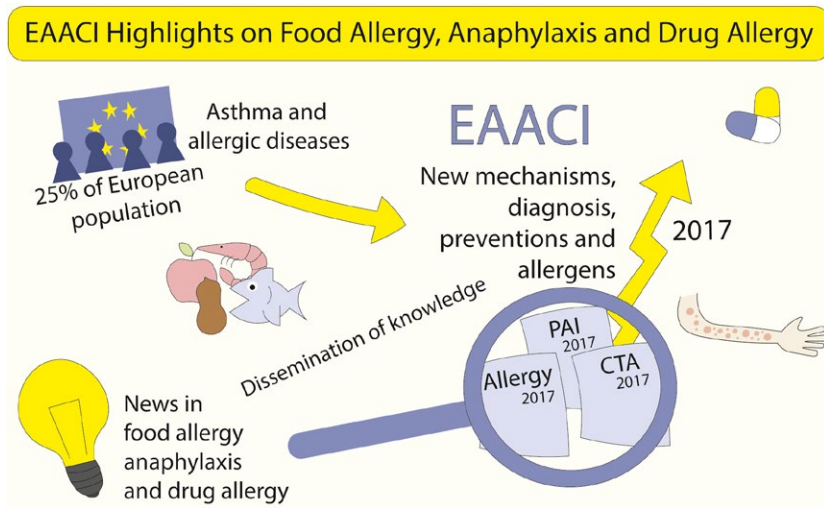 EAACI Highlights on Food Allergy, Anaphylaxis and Drug Allergy
Asthma and
allergic diseases
25% of European
population
EAACI
New mechanisms,
diagnosis,
preventions and
allergens
2017
Dissemination of knowledge
PAI
2017
Allergy
2017
CTA
2017
News in
food allergy
anaphylaxis
and drug allergy